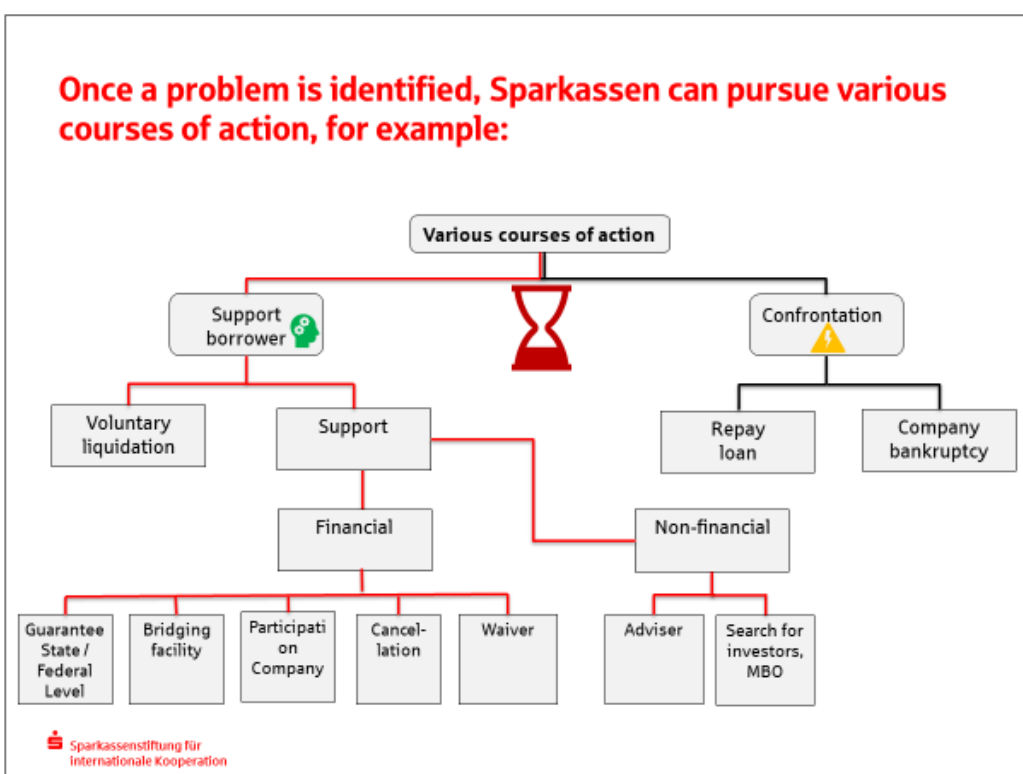 Once a problem is identified, Sparkassen can pursue various
courses of action, for example:
Various courses of action
Support
borrower
Confrontation
Voluntary
liquidation
Support
Repay
loan
Company
bankruptcy
Financial
Non-financial
Guarantee
State /
Federal
Level
Bridging
facility
Participati
on
Company
Cancel-
lation
Waiver
Adviser
Search for
investors,
MBO
Sparkassenstiftung für
internationale Kooperation